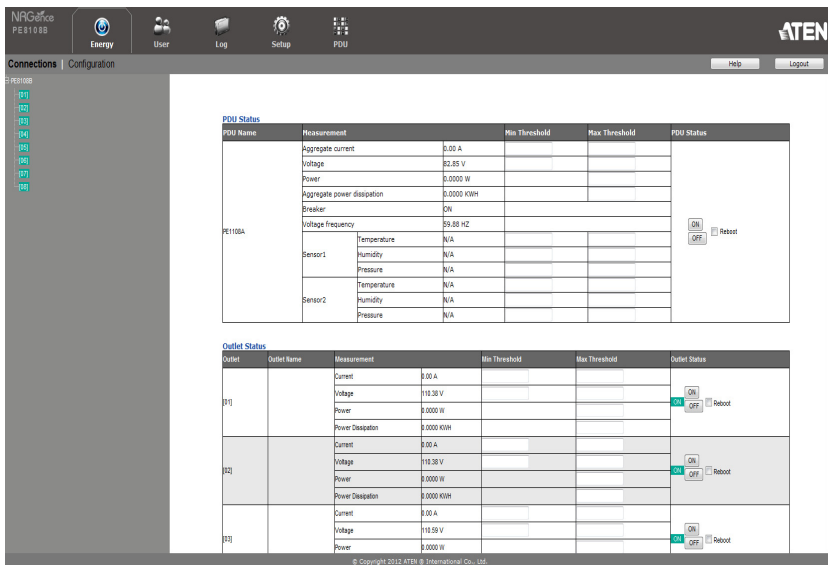 NRGence
PE8108B
Energy
User
Log
Setup
PDU
ATEN
Connections | Configuration
Help
Logout
PE8108B
[01]
[02]
[03]
[04]
[05]
[06]
[07]
[08]
PDU Status
PDU Name Measurement Min Threshold Max Threshold PDU Status
PE1108A
Aggregate current 0.00 A
Voltage 82.85 V
Power 0.0000 W
Aggregate power dissipation 0.0000 KWH
Breaker ON
Voltage frequency 59.88 HZ
Sensor1
Temperature N/A
Humidity N/A
Pressure N/A
Sensor2
Temperature N/A
Humidity N/A
Pressure N/A
ON
OFF Reboot
Outlet Status
Outlet Outlet Name Measurement Min Threshold Max Threshold Outlet Status
[01]
Current 0.00 A
Voltage 110.38 V
Power 0.0000 W
Power Dissipation 0.0000 KWH
ON
ON OFF Reboot
[02]
Current 0.00 A
Voltage 110.38 V
Power 0.0000 W
Power Dissipation 0.0000 KWH
ON
ON OFF Reboot
[03]
Current 0.00 A
Voltage 110.59 V
Power 0.0000 W
ON
ON OFF Reboot
© Copyright 2012 ATEN ® International Co., Ltd.